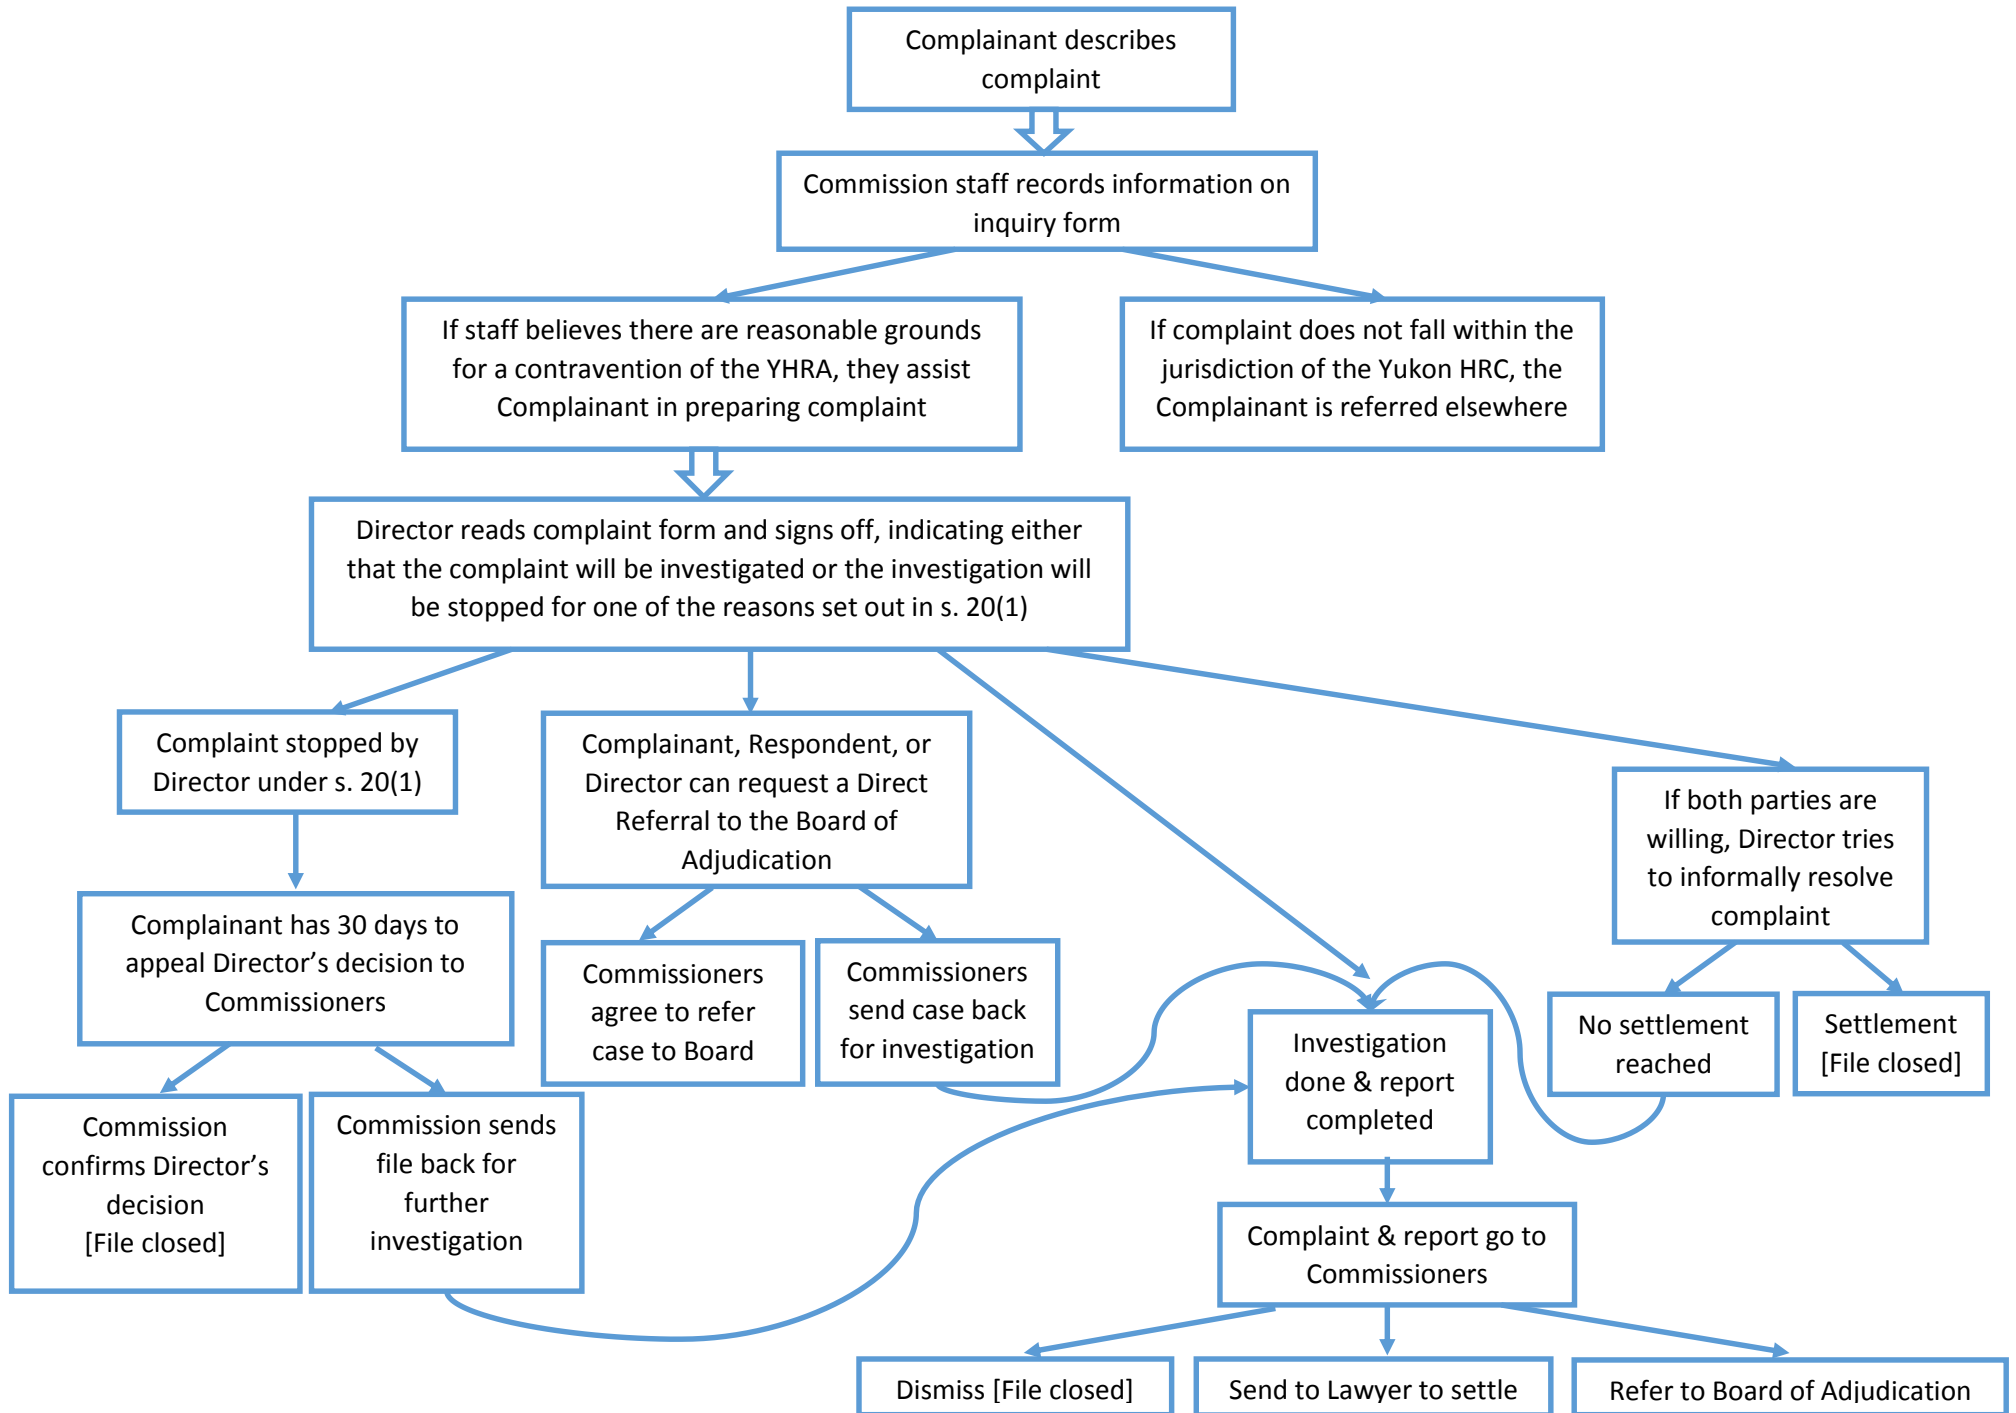 Complainant describes
complaint
Commission staff records information on
inquiry form
If staff believes there are reasonable grounds
for a contravention of the YHRA, they assist
Complainant in preparing complaint
If complaint does not fall within the
jurisdiction of the Yukon HRC, the
Complainant is referred elsewhere
Director reads complaint form and signs off, indicating either
that the complaint will be investigated or the investigation will
be stopped for one of the reasons set out in s. 20(1)
Complaint stopped by
Director under s. 20(1)
Complainant, Respondent, or
Director can request a Direct
Referral to the Board of
Adjudication
If both parties are
willing, Director tries
to informally resolve
complaint
Complainant has 30 days to
appeal Director’s decision to
Commissioners
Commissioners
agree to refer
case to Board
Commissioners
send case back
for investigation
Investigation
done & report
completed
No settlement
reached
Settlement
[File closed]
Commission
confirms Director’s
decision
[File closed]
Commission sends
file back for
further
investigation
Complaint & report go to
Commissioners
Dismiss [File closed]
Send to Lawyer to settle
Refer to Board of Adjudication